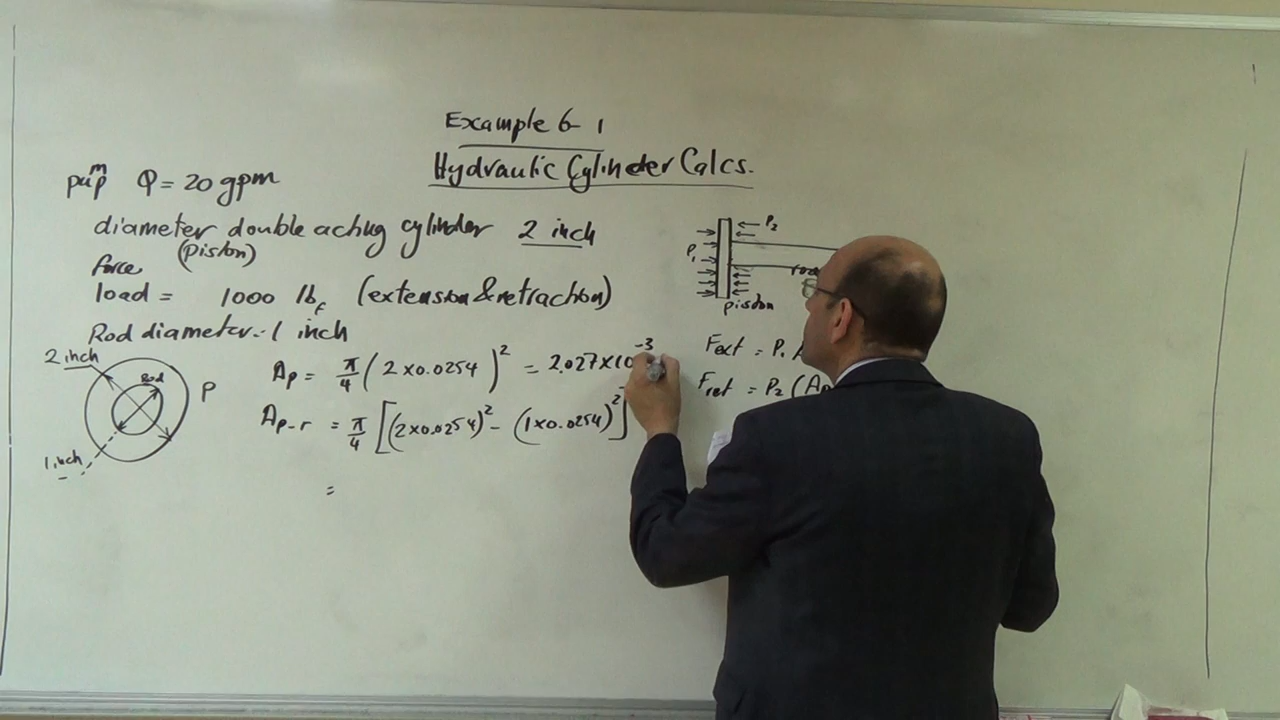 Example 6-1
Hydraulic Cylinder Calcs.
pump Q = 20 gpm
diameter double acting cylinder 2 inch
(piston)
force
load = 1000 lbf (extension & retraction)
Rod diameter = 1 inch
2 inch
Rod
P
1 inch
Ap = π/4 (2×0.0254)² = 2.027×10⁻³
Ap-r = π/4 [(2×0.0254)² - (1×0.0254)²]
=
P₂
P₁
piston
Fext = P₁
Fret = P₂ (Ap